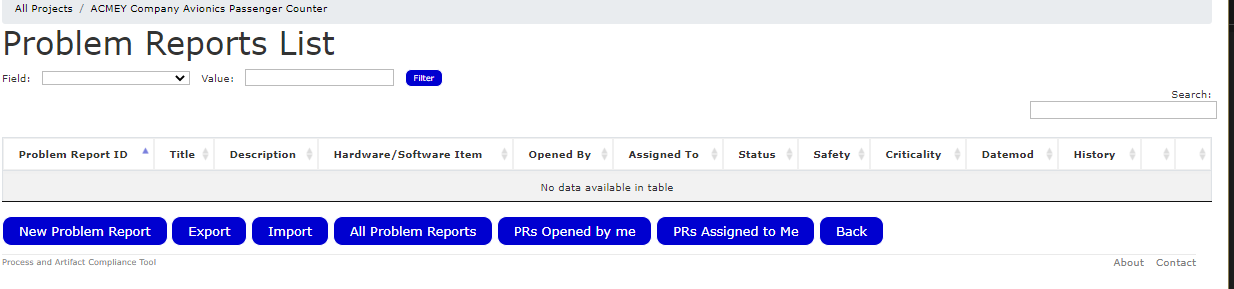 All Projects / ACMEY Company Avionics Passenger Counter
Problem Reports List
Field: Value: Filter
Search:
Problem Report ID Title Description Hardware/Software Item Opened By Assigned To Status Safety Criticality Datemod History
No data available in table
New Problem Report Export Import All Problem Reports PRs Opened by me PRs Assigned to Me Back
Process and Artifact Compliance Tool About Contact